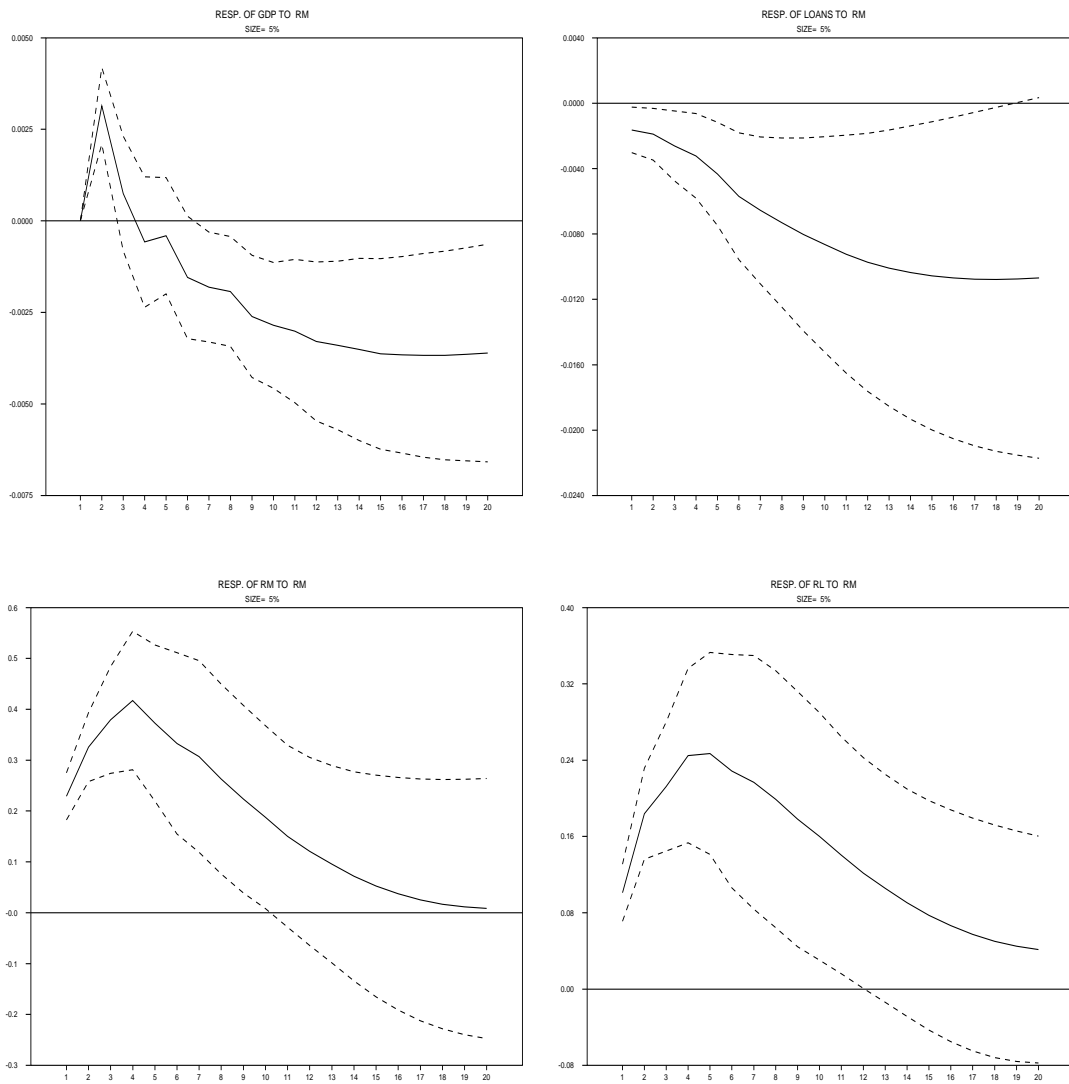 RESP. OF GDP TO RM
SIZE= 5%
0.0050
0.0025
0.0000
-0.0025
-0.0050
-0.0075
1 2 3 4 5 6 7 8 9 10 11 12 13 14 15 16 17 18 19 20
RESP. OF LOANS TO RM
SIZE= 5%
0.0040
0.0000
-0.0040
-0.0080
-0.0120
-0.0160
-0.0200
-0.0240
1 2 3 4 5 6 7 8 9 10 11 12 13 14 15 16 17 18 19 20
RESP. OF RM TO RM
SIZE= 5%
0.6
0.5
0.4
0.3
0.2
0.1
-0.0
-0.1
-0.2
-0.3
1 2 3 4 5 6 7 8 9 10 11 12 13 14 15 16 17 18 19 20
RESP. OF RL TO RM
SIZE= 5%
0.40
0.32
0.24
0.16
0.08
0.00
-0.08
1 2 3 4 5 6 7 8 9 10 11 12 13 14 15 16 17 18 19 20